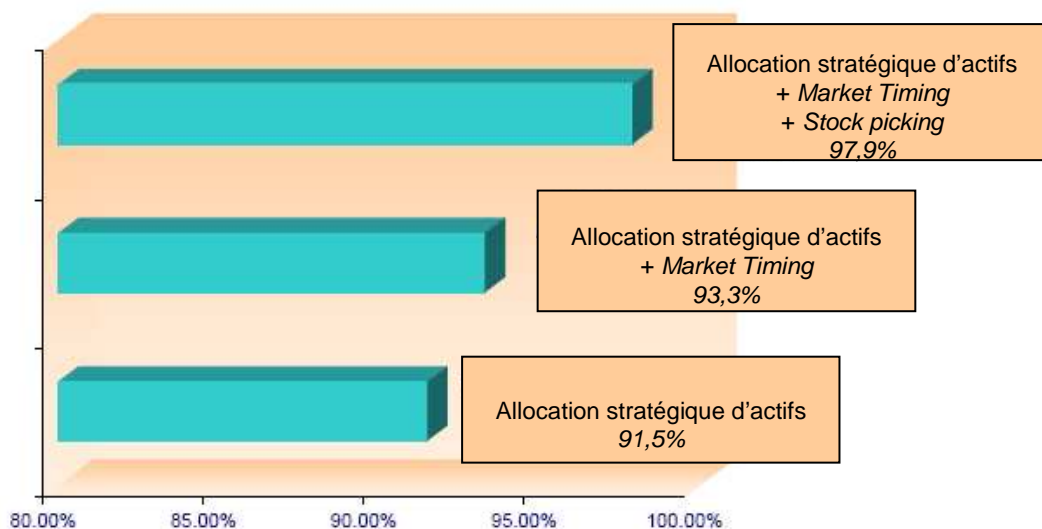 Allocation stratégique d’actifs
+ Market Timing
+ Stock picking
97,9%
Allocation stratégique d’actifs
+ Market Timing
93,3%
Allocation stratégique d’actifs
91,5%
80.00% 85.00% 90.00% 95.00% 100.00%